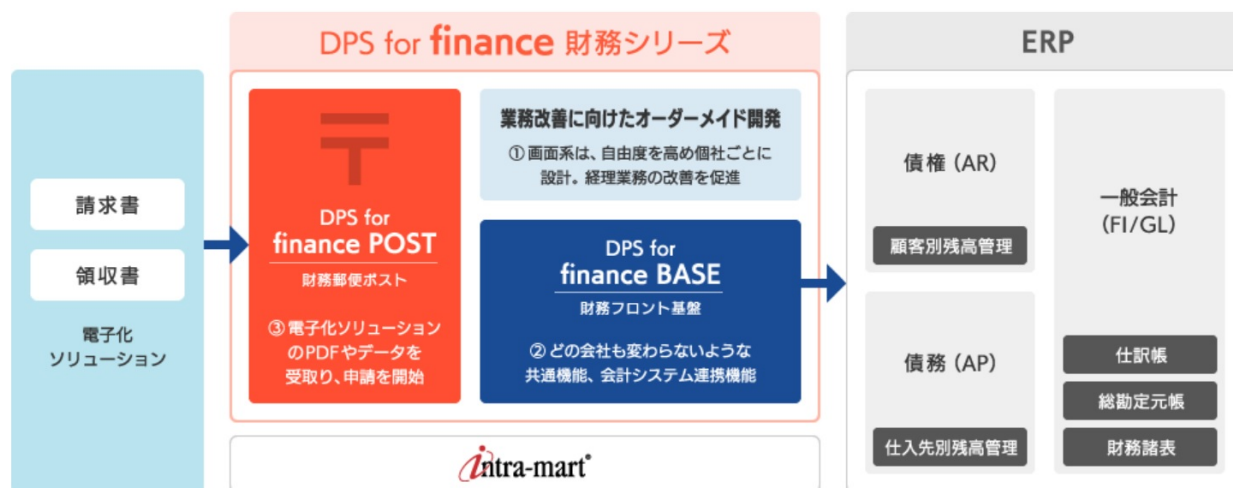 DPS for finance 財務シリーズ
ERP
請求書
領収書
電子化
ソリューション
〒
DPS for
finance POST
財務郵便ポスト
③ 電子化ソリューション
のPDFやデータを
受取り、申請を開始
業務改善に向けたオーダーメイド開発
① 画面系は、自由度を高め個社ごとに
設計。経理業務の改善を促進
DPS for
finance BASE
財務フロント基盤
② どの会社も変わらないような
共通機能、会計システム連携機能
intra-mart®
債権 (AR)
顧客別残高管理
債務 (AP)
仕入先別残高管理
一般会計
(FI/GL)
仕訳帳
総勘定元帳
財務諸表